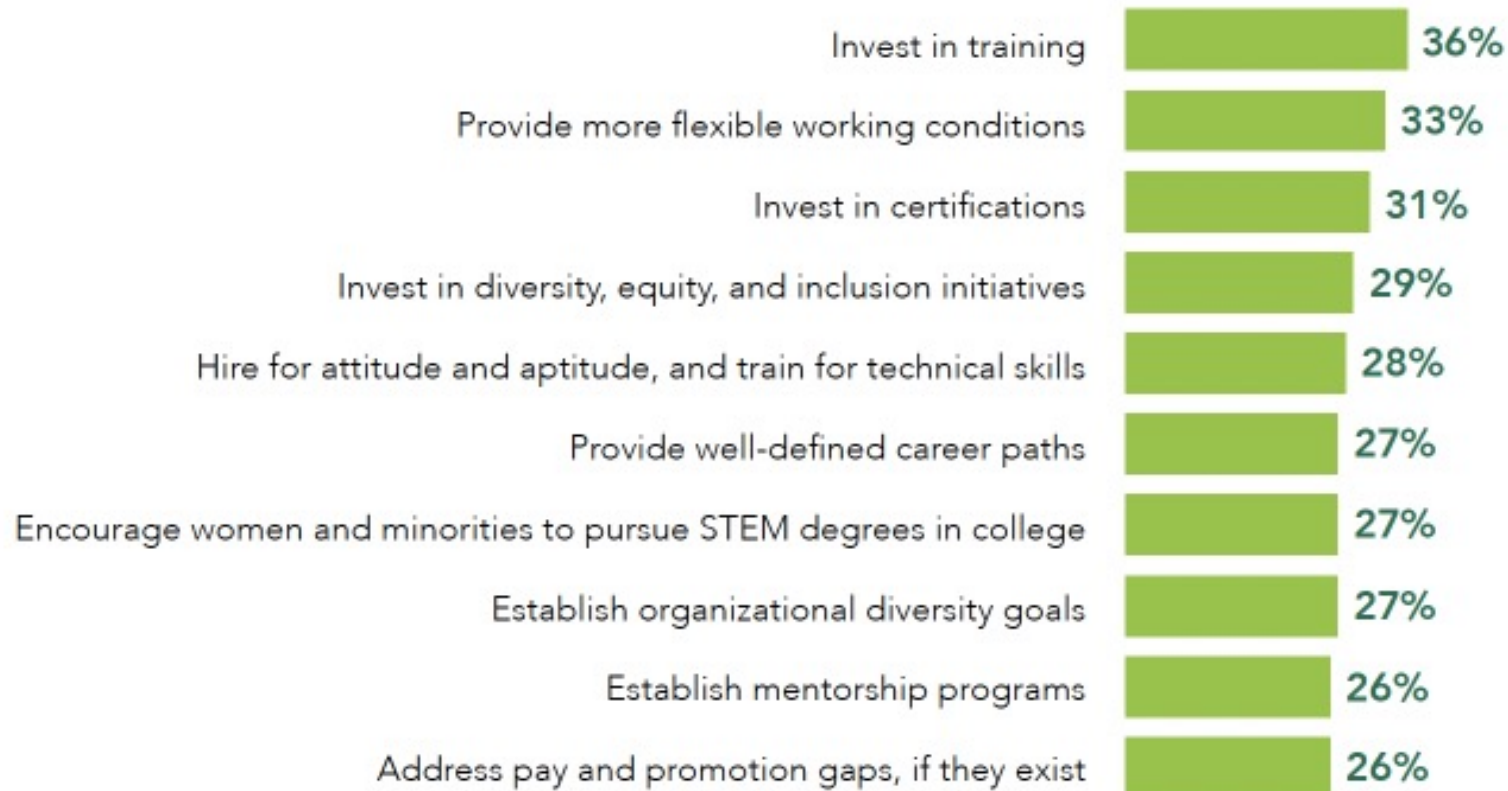 Invest in training 36%
Provide more flexible working conditions 33%
Invest in certifications 31%
Invest in diversity, equity, and inclusion initiatives 29%
Hire for attitude and aptitude, and train for technical skills 28%
Provide well-defined career paths 27%
Encourage women and minorities to pursue STEM degrees in college 27%
Establish organizational diversity goals 27%
Establish mentorship programs 26%
Address pay and promotion gaps, if they exist 26%